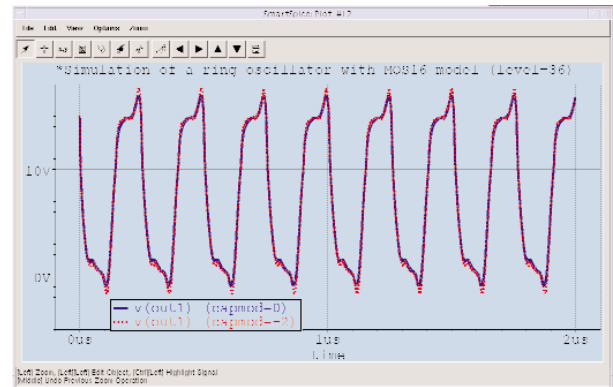 SmartSpice Plot #12
File Edit View Options Zoom
*Simulation of a ring oscillator with MOS16 model (level=36)
10V
0V
v(out1) (capmod=0)
v(out1) (capmod=-2)
0us 1us 2us
time
[Left] Zoom, [Left|Left] Edit Object, [Ctrl|Left] Highlight Signal
[Middle] Undo Previous Zoom Operation